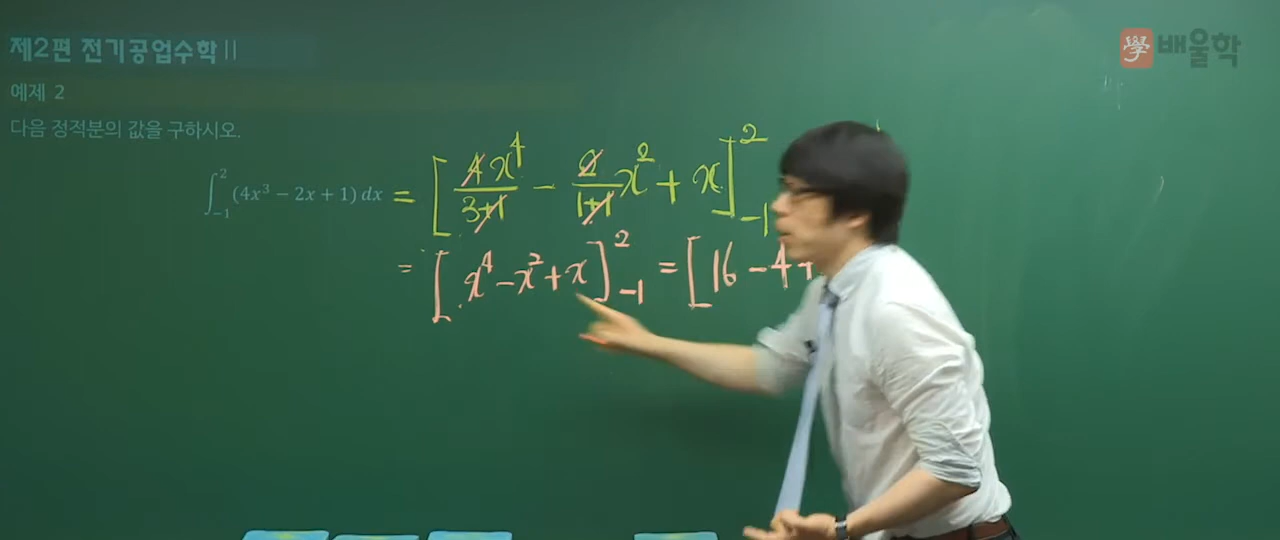 제2편 전기공업수학 II
學 배울학
예제 2
다음 정적분의 값을 구하시오.
∫_{-1}^{2} (4x³ − 2x + 1) dx = [ 4x⁴/(3+1) − 2/(1+1) x² + x ]_{-1}^{2}
= [ x⁴ − x² + x ]_{-1}^{2} = [ 16 − 4 +